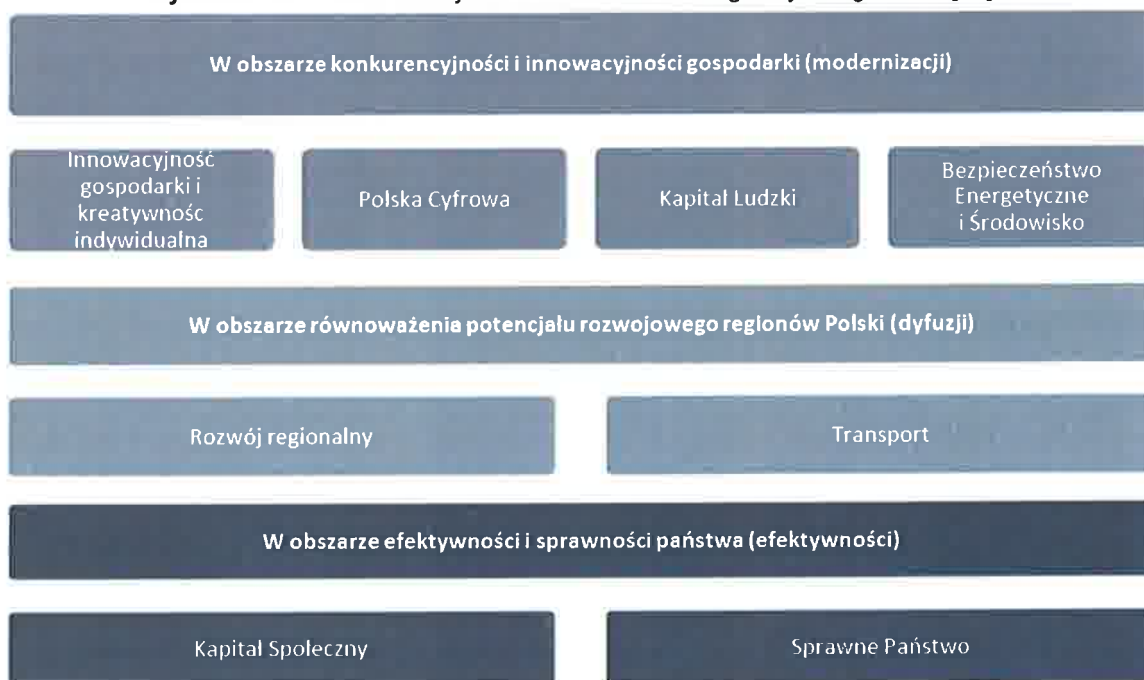 W obszarze konkurencyjności i innowacyjności gospodarki (modernizacji)
Innowacyjność
gospodarki i
kreatywnośc
indywidualna
Polska Cyfrowa
Kapitał Ludzki
Bezpieczeństwo
Energetyczne
i Środowisko
W obszarze równoważenia potencjału rozwojowego regionów Polski (dyfuzji)
Rozwój regionalny
Transport
W obszarze efektywności i sprawności państwa (efektywności)
Kapitał Społeczny
Sprawne Państwo